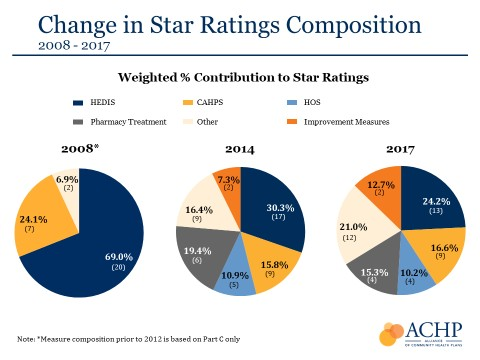 Change in Star Ratings Composition
2008 - 2017
Weighted % Contribution to Star Ratings
HEDIS
CAHPS
HOS
Pharmacy Treatment
Other
Improvement Measures
2008*
6.9%
(2)
24.1%
(7)
69.0%
(20)
2014
7.3%
(2)
30.3%
(17)
16.4%
(9)
19.4%
(6)
15.8%
(9)
10.9%
(5)
2017
12.7%
(2)
24.2%
(13)
21.0%
(12)
16.6%
(9)
15.3%
(4)
10.2%
(4)
Note: *Measure composition prior to 2012 is based on Part C only
ACHP
ALLIANCE
OF COMMUNITY HEALTH PLANS